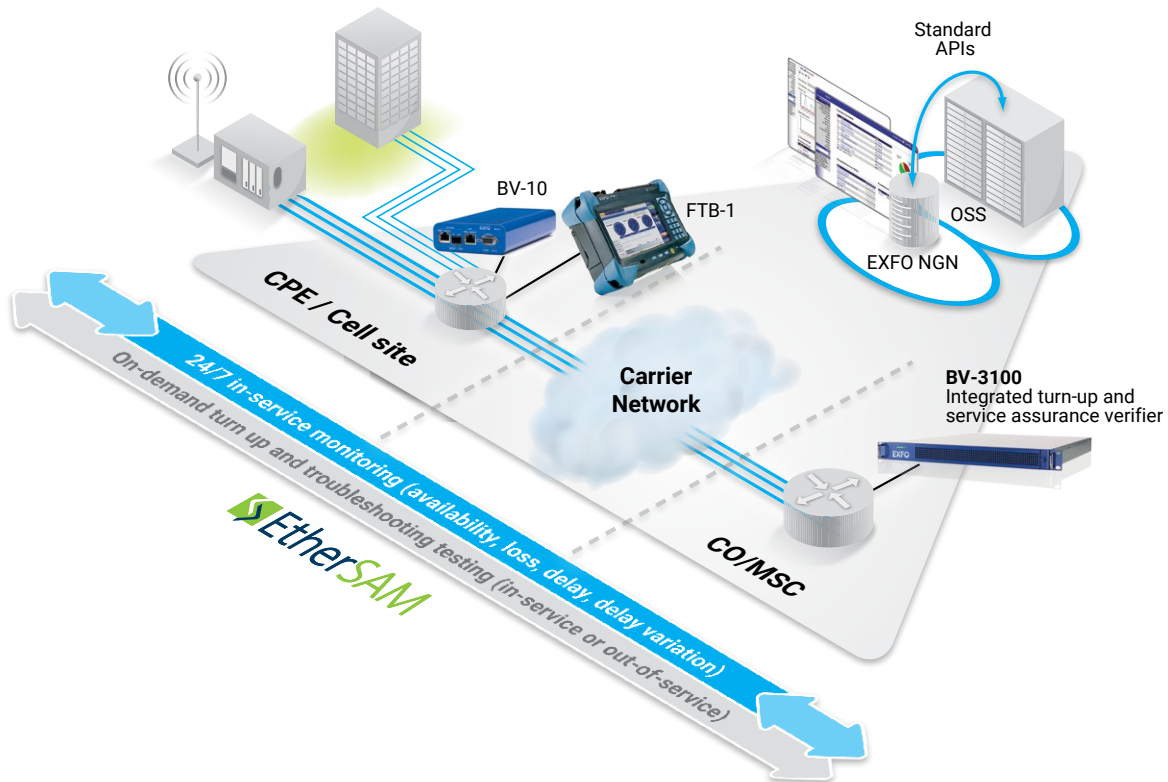 Standard
APIs
BV-10
FTB-1
OSS
EXFO NGN
CPE / Cell site
Carrier
Network
BV-3100
Integrated turn-up and
service assurance verifier
EXFO
CO/MSC
24/7 in-service monitoring (availability, loss, delay, delay variation)
On-demand turn up and troubleshooting testing (in-service or out-of-service)
EtherSAM